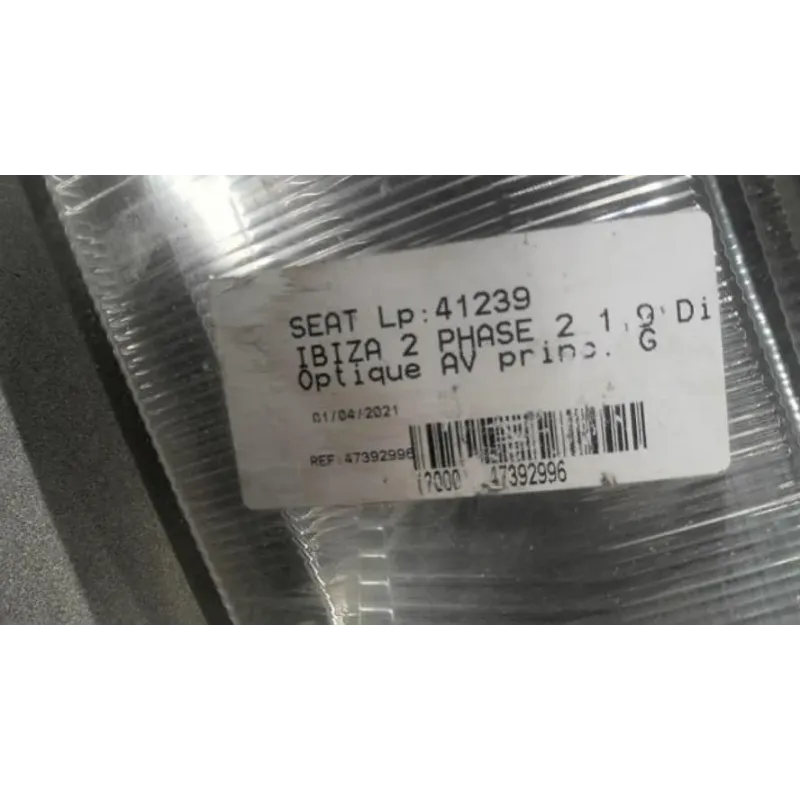 SEAT Lp:41239
IBIZA 2 PHASE 2 1.9 Di
Optique AV princ. G
01/04/2021
REF:47392996
47392996